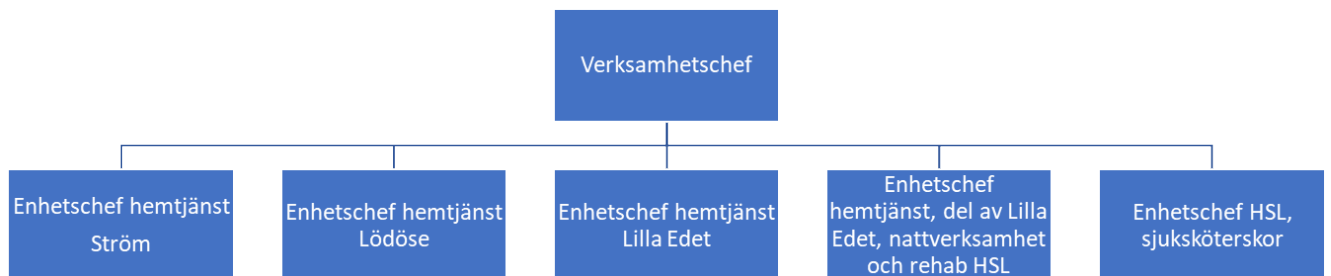 Verksamhetschef
Enhetschef hemtjänst
Ström
Enhetschef hemtjänst
Lödöse
Enhetschef hemtjänst
Lilla Edet
Enhetschef
hemtjänst, del av Lilla
Edet, nattverksamhet
och rehab HSL
Enhetschef HSL,
sjuksköterskor